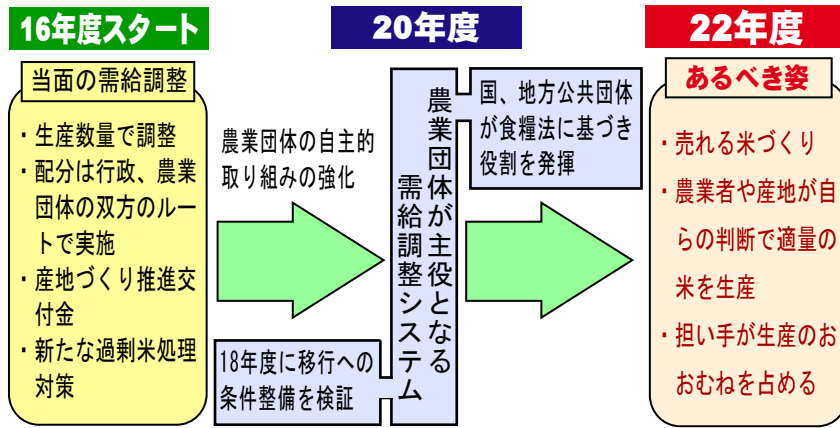 16年度スタート
20年度
22年度
当面の需給調整
・生産数量で調整
・配分は行政、農業
団体の双方のルー
トで実施
・産地づくり推進交
付金
・新たな過剰米処理
対策
農業団体の自主的
取り組みの強化
18年度に移行への
条件整備を検証
農業団体が主役となる
需給調整システム
国、地方公共団体
が食糧法に基づき
役割を発揮
あるべき姿
・売れる米づくり
・農業者や産地が自
らの判断で適量の
米を生産
・担い手が生産のお
おむねを占める